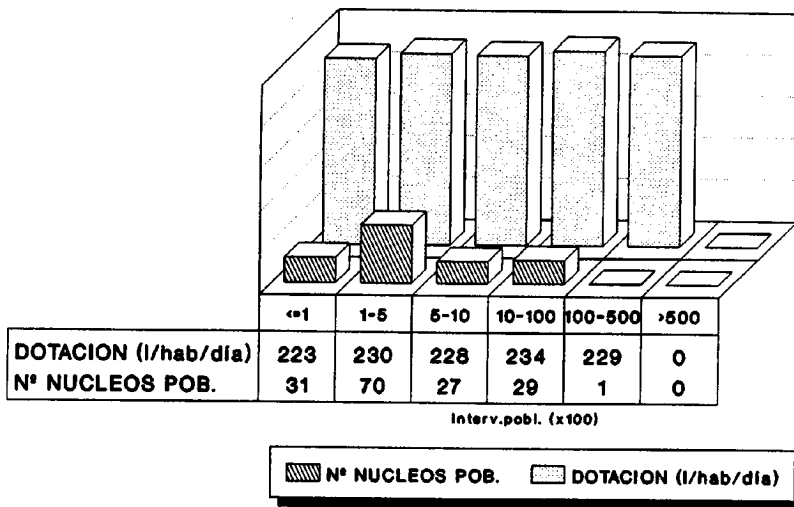 <=1 1-5 5-10 10-100 100-500 >500
DOTACION (l/hab/día) 223 230 228 234 229 0
Nº NUCLEOS POB. 31 70 27 29 1 0
Interv.pobl. (x100)
Nº NUCLEOS POB. DOTACION (l/hab/día)